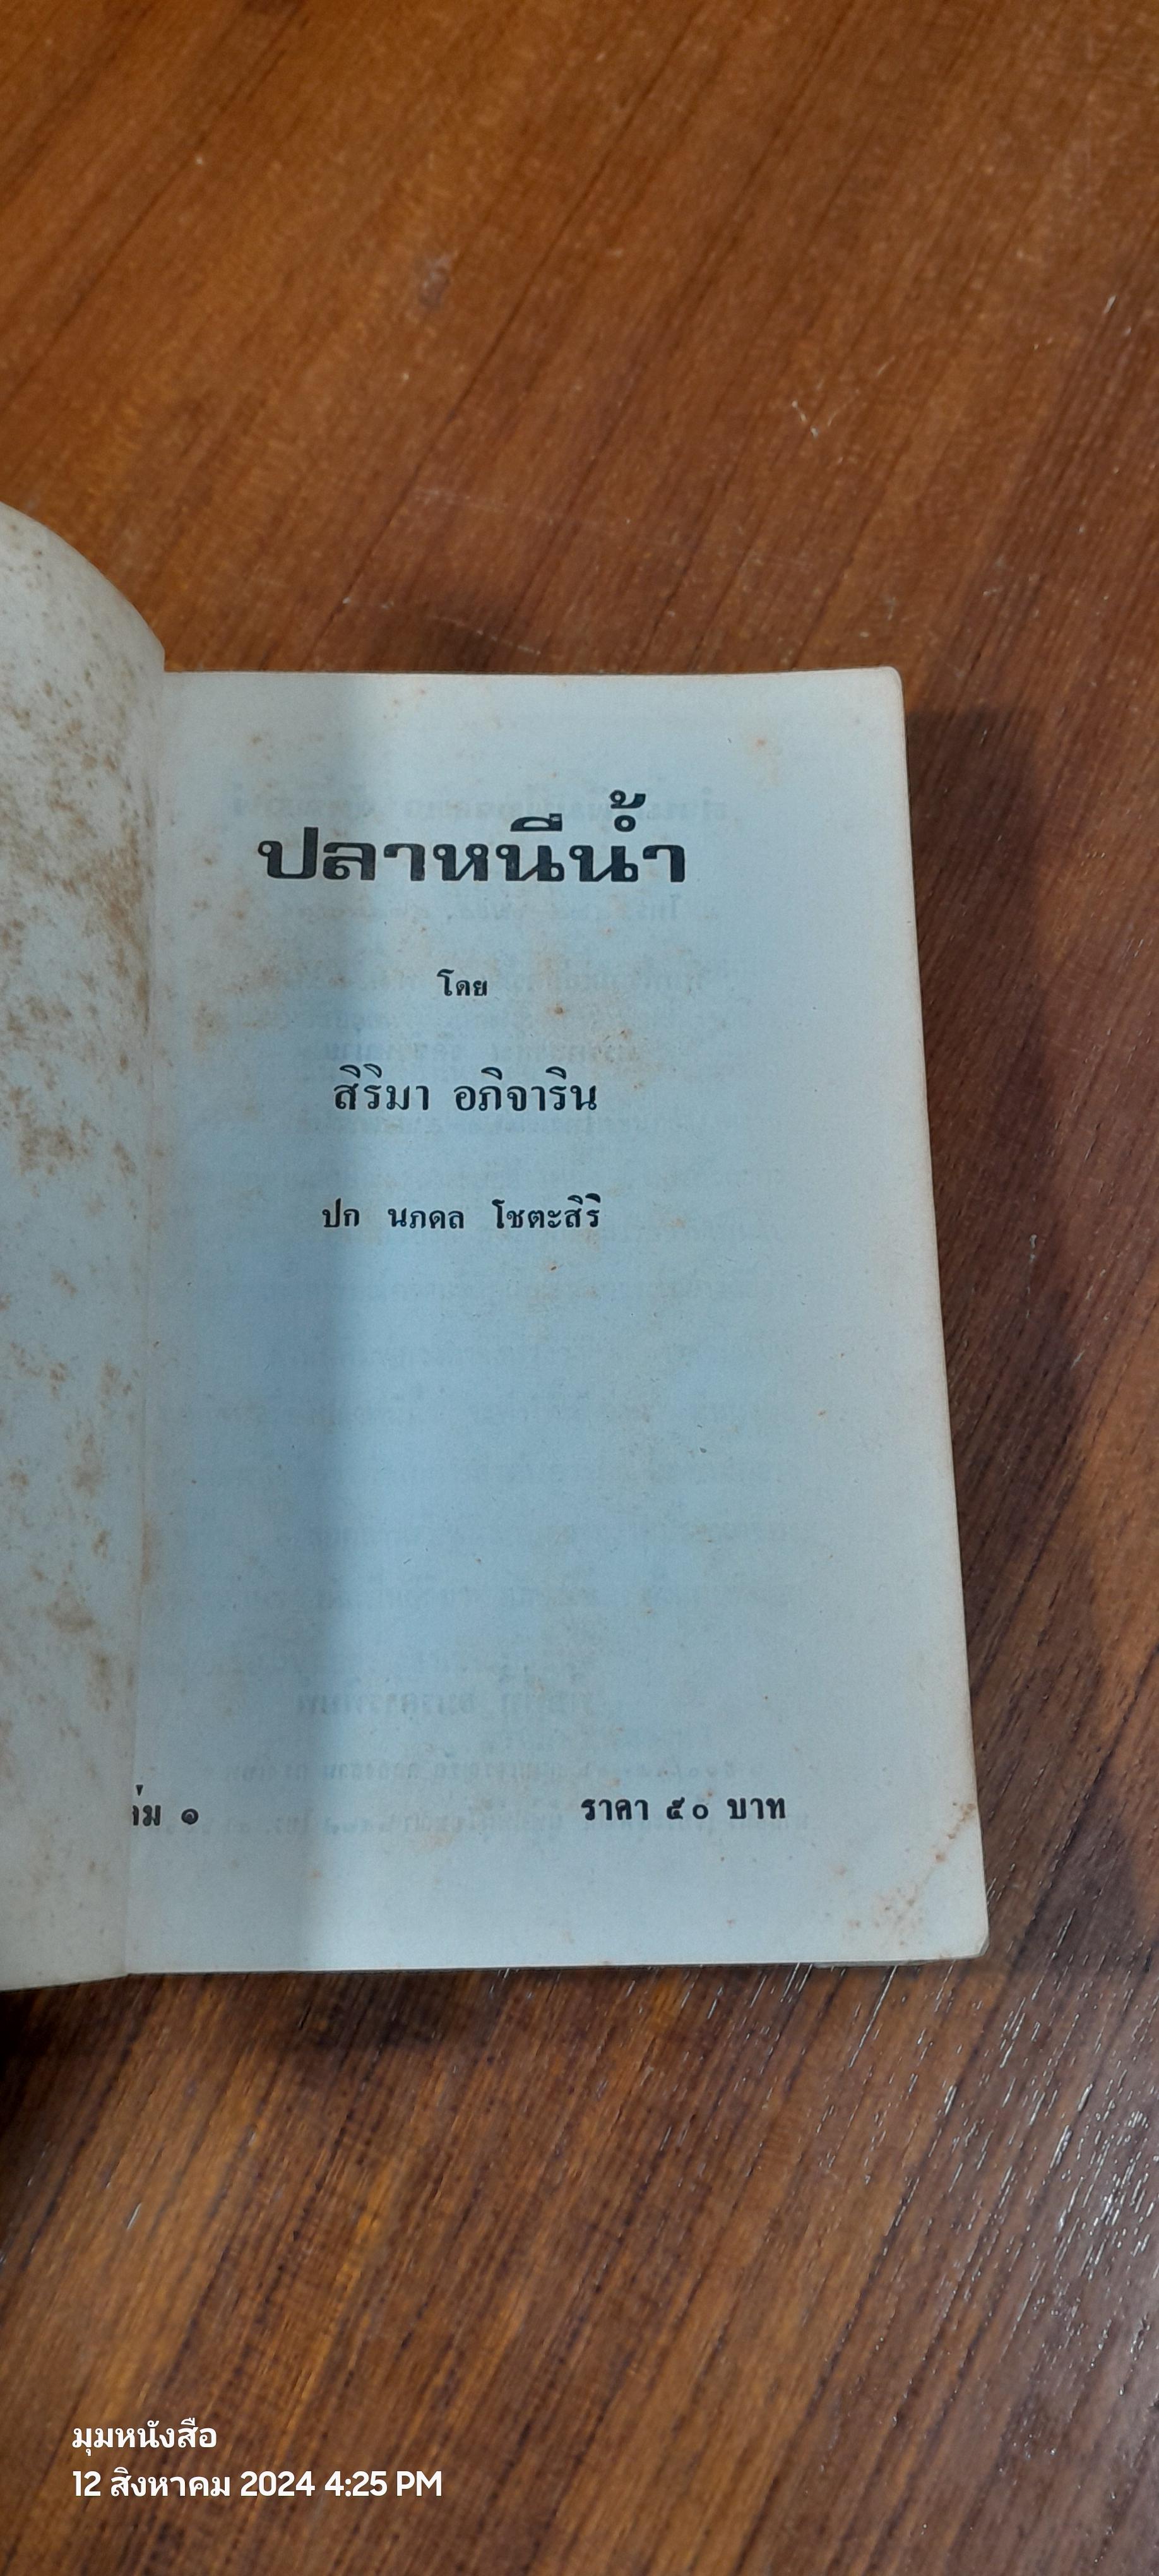 ปลาหนีน้ำ
โดย
สิริมา อภิจาริน
ปก นภดล โชตะสิริ
๑ ราคา ๕๐ บาท
มุมหนังสือ
12 สิงหาคม 2024 4:25 PM